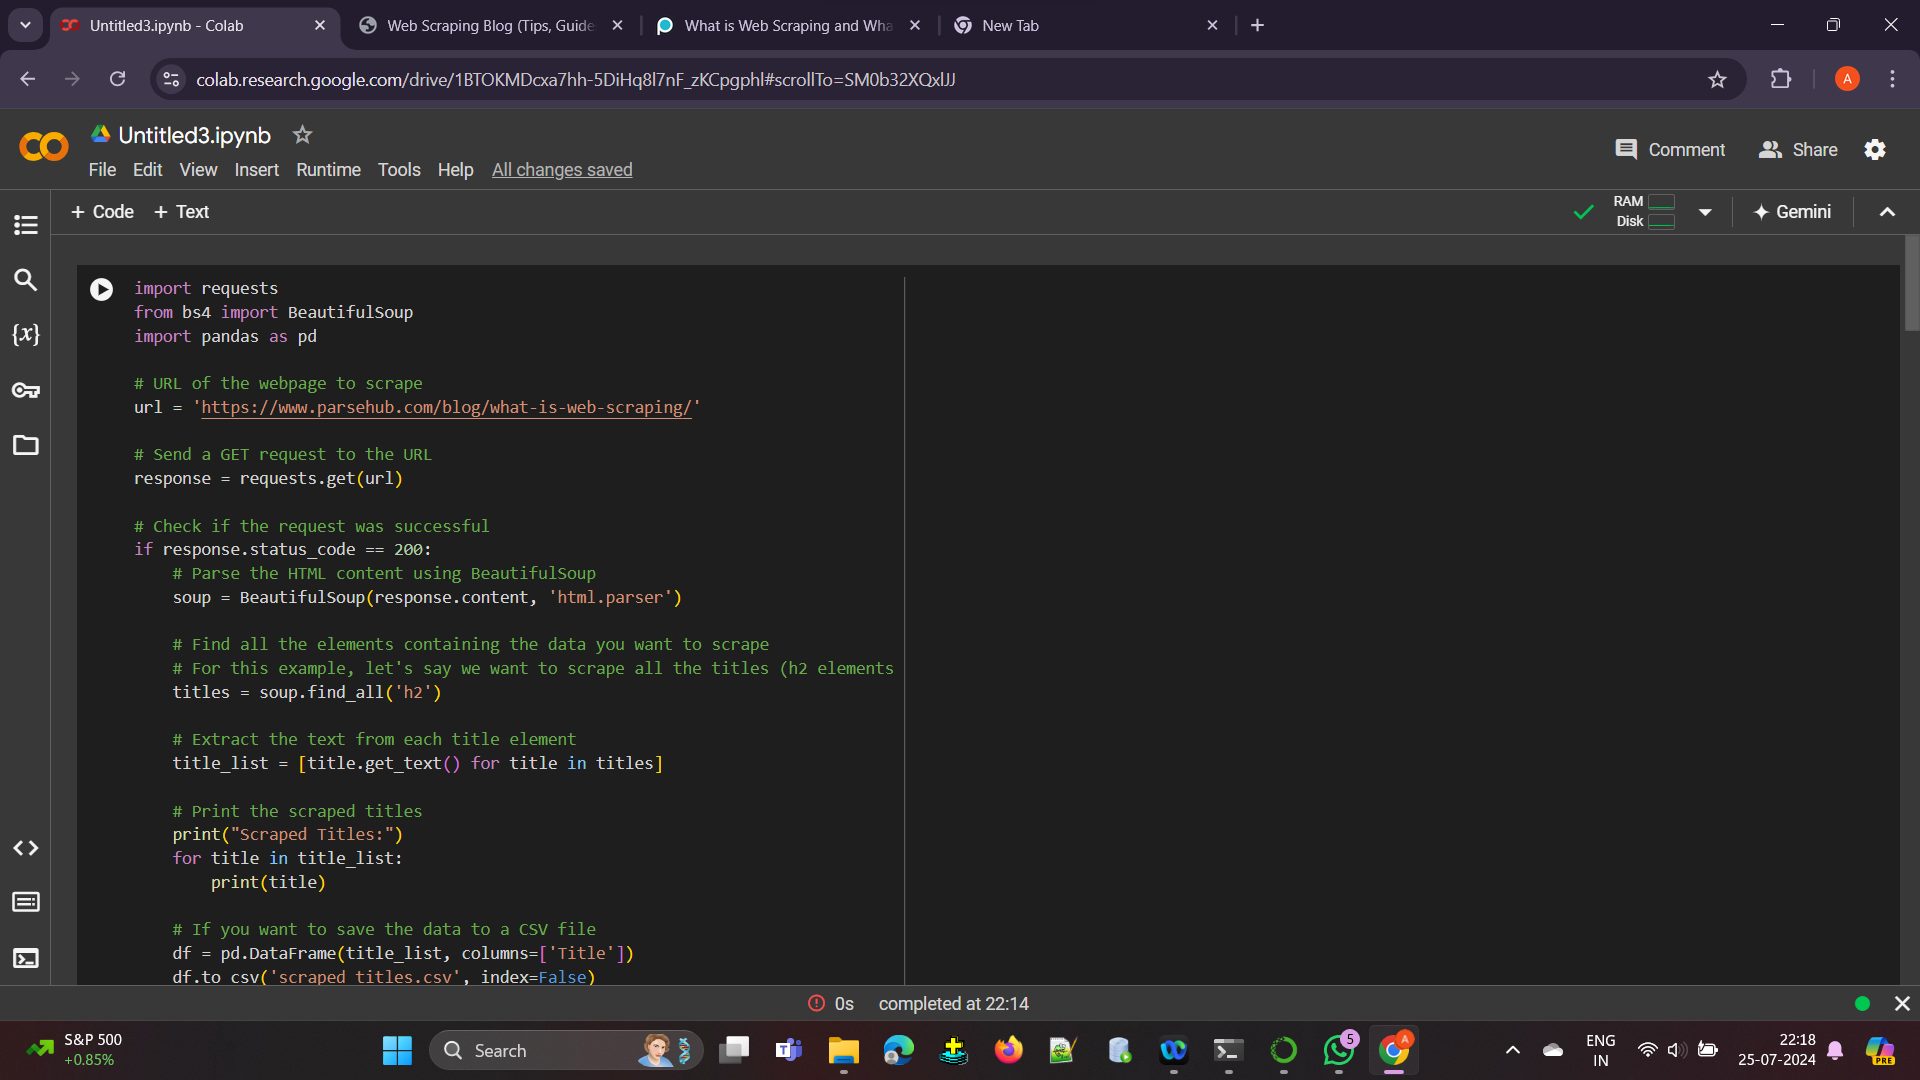 Untitled3.ipynb - Colab
Web Scraping Blog (Tips, Guide
What is Web Scraping and Wha
New Tab
colab.research.google.com/drive/1BTOKMDcxa7hh-5DiHq8l7nF_zKCpgphl#scrollTo=SM0b32XQxlJJ
A
CO
Untitled3.ipynb
Comment
Share
File Edit View Insert Runtime Tools Help All changes saved
+ Code + Text
RAM
Disk
Gemini
{x}
import requests
from bs4 import BeautifulSoup
import pandas as pd
# URL of the webpage to scrape
url = 'https://www.parsehub.com/blog/what-is-web-scraping/'
# Send a GET request to the URL
response = requests.get(url)
# Check if the request was successful
if response.status_code == 200:
    # Parse the HTML content using BeautifulSoup
    soup = BeautifulSoup(response.content, 'html.parser')
    # Find all the elements containing the data you want to scrape
    # For this example, let's say we want to scrape all the titles (h2 elements
    titles = soup.find_all('h2')
    # Extract the text from each title element
    title_list = [title.get_text() for title in titles]
    # Print the scraped titles
    print("Scraped Titles:")
    for title in title_list:
        print(title)
    # If you want to save the data to a CSV file
    df = pd.DataFrame(title_list, columns=['Title'])
    df.to_csv('scraped_titles.csv', index=False)
0s completed at 22:14
S&P 500
+0.85%
Search
5
A
ENG
IN
22:18
25-07-2024
PRE